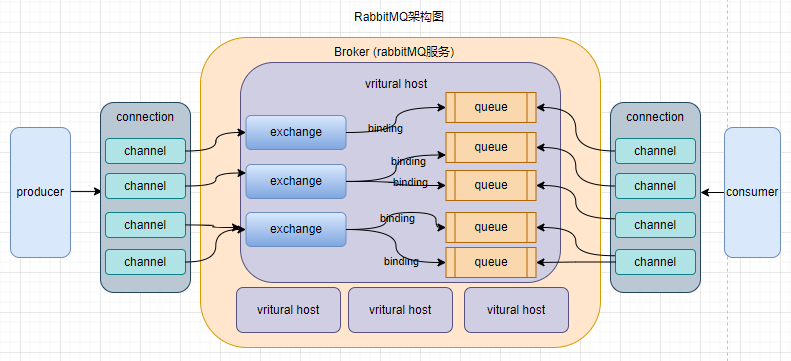 RabbitMQ架构图
Broker (rabbitMQ服务)
vritural host
connection
channel
channel
channel
channel
producer
exchange
exchange
exchange
binding
binding
binding
binding
binding
queue
queue
queue
queue
queue
connection
channel
channel
channel
channel
consumer
vritural host
vritural host
vitural host